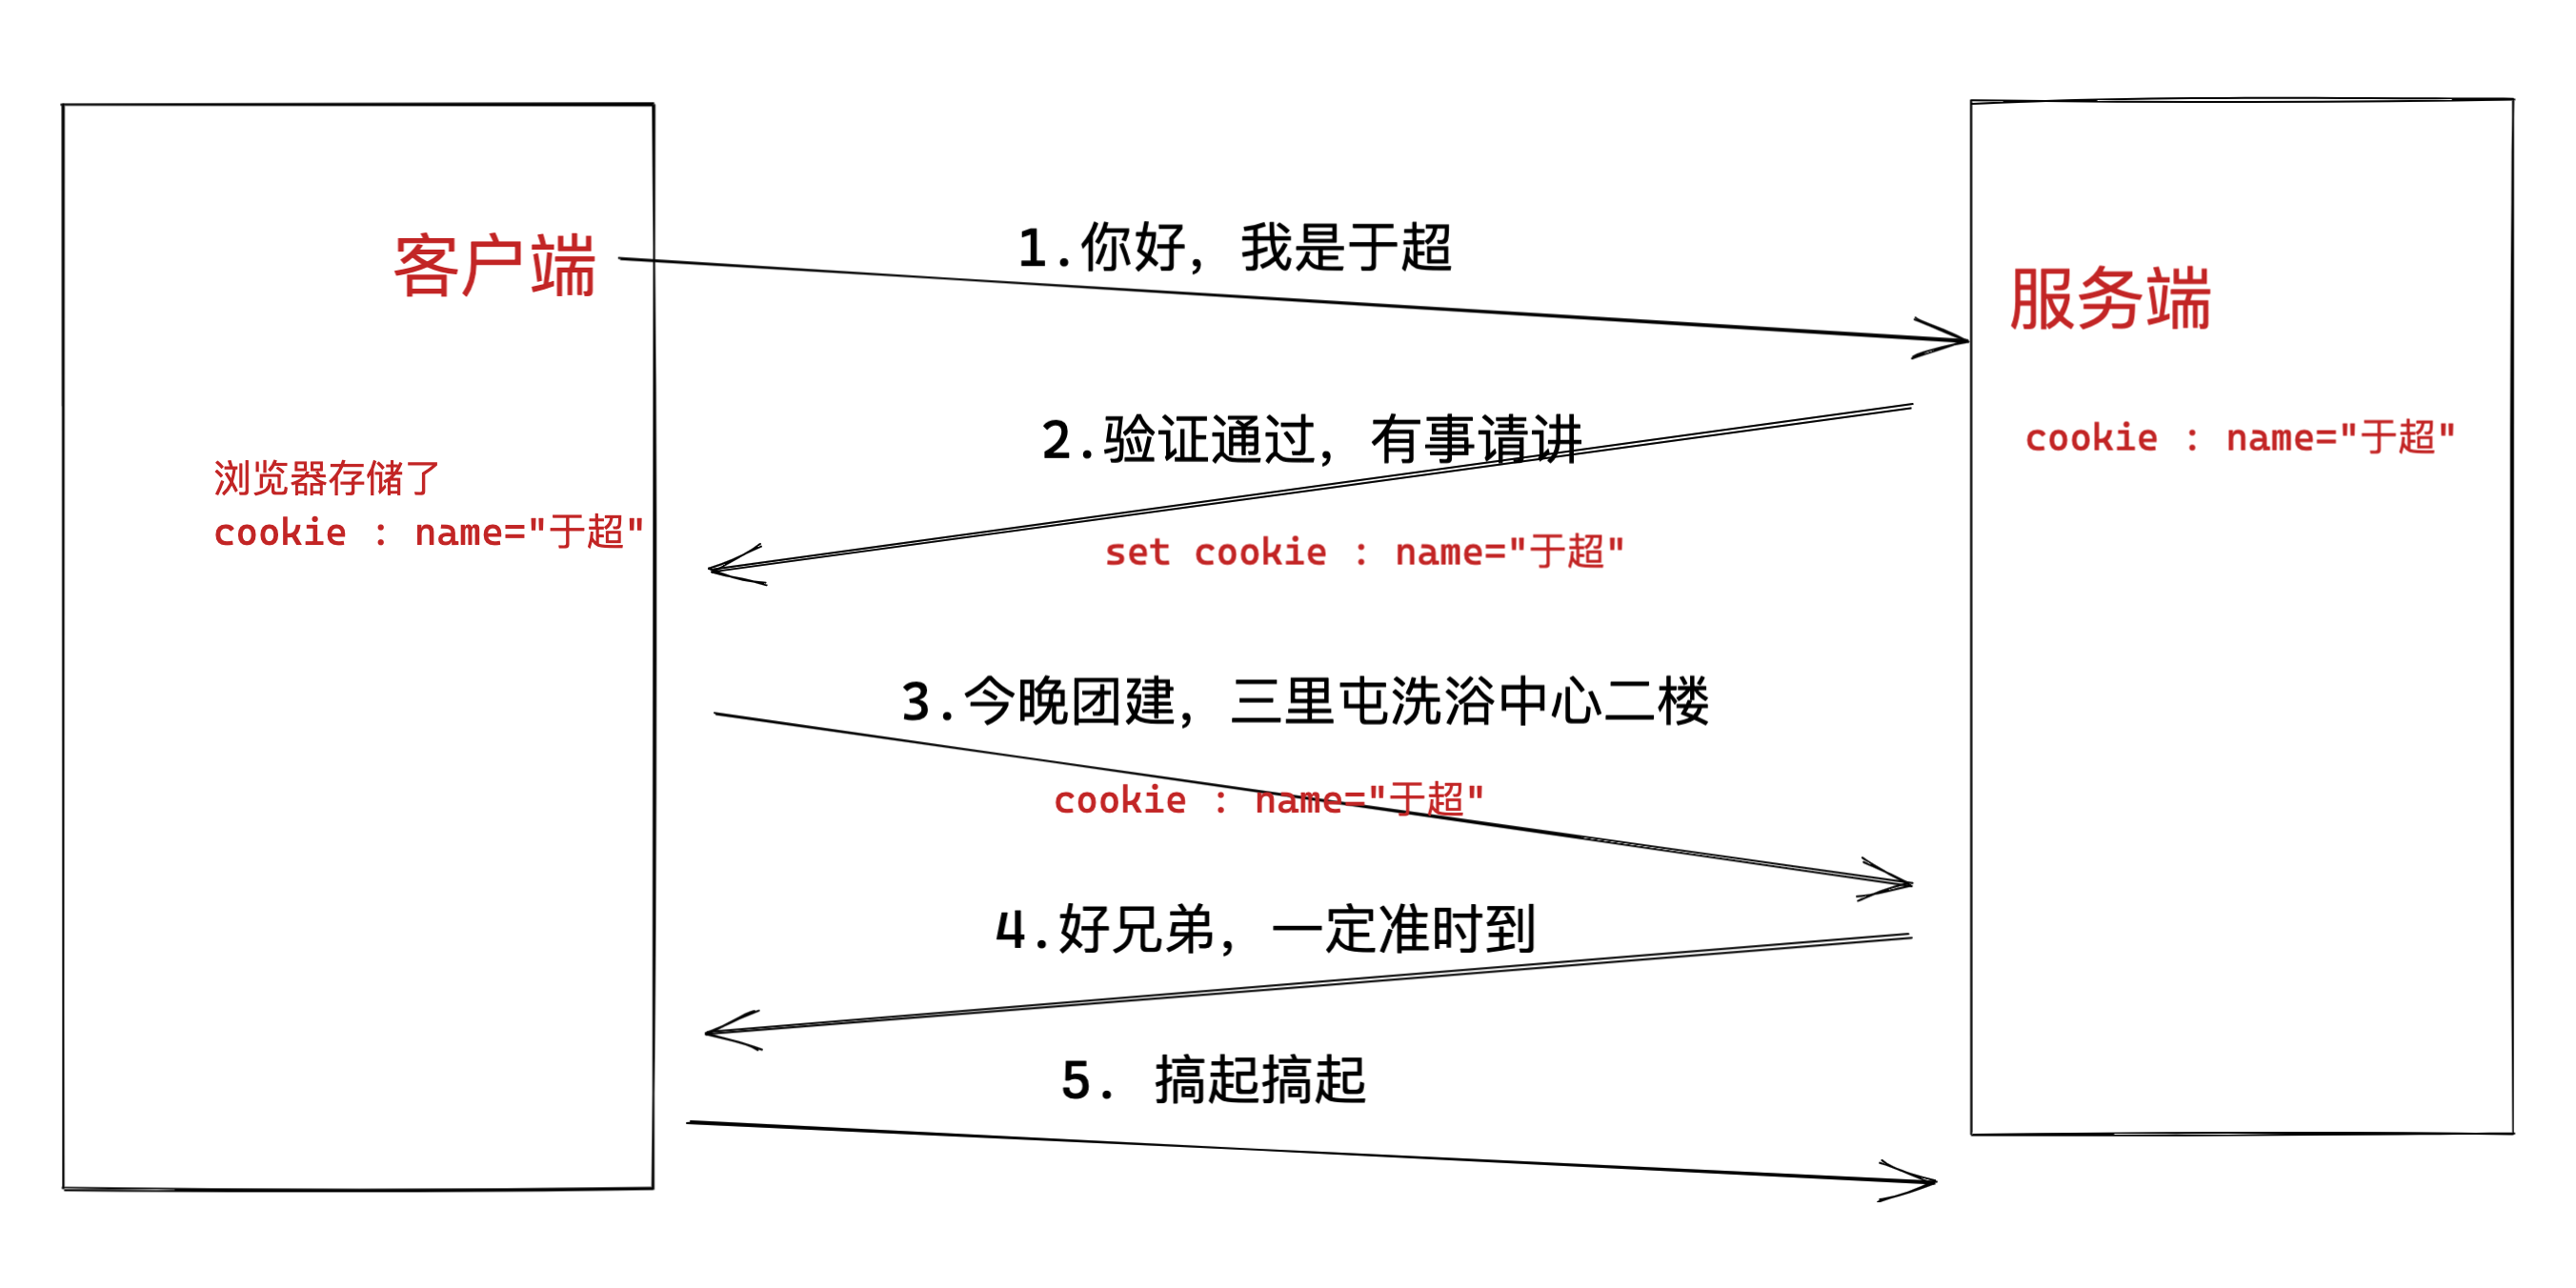 客户端
1.你好，我是于超
服务端
2.验证通过，有事请讲
cookie : name="于超"
浏览器存储了
cookie : name="于超"
set cookie : name="于超"
3.今晚团建，三里屯洗浴中心二楼
cookie : name="于超"
4.好兄弟，一定准时到
5. 搞起搞起